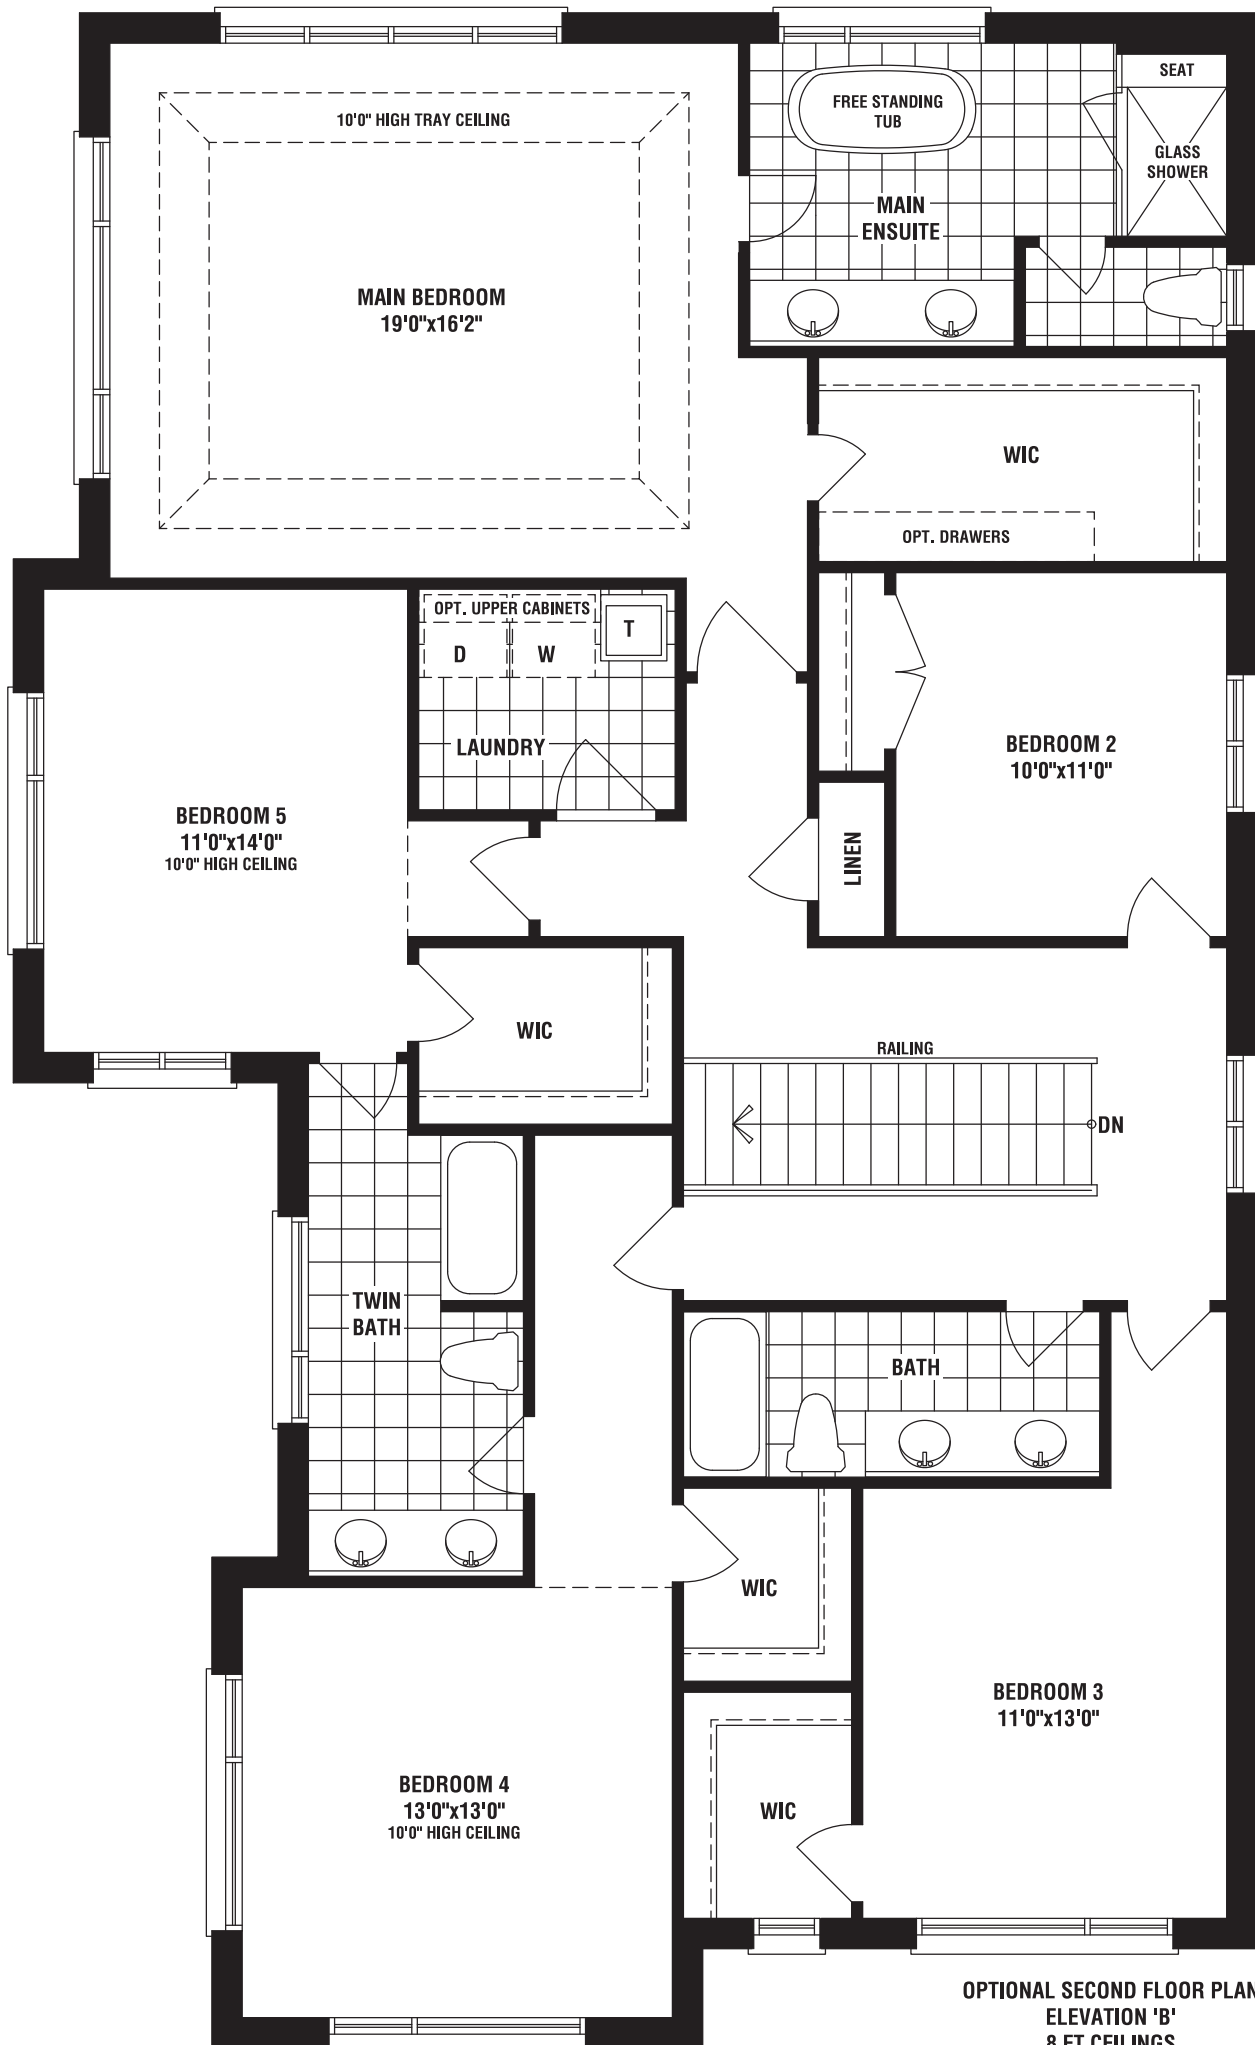 SEAT
FREE STANDING
TUB
10'0" HIGH TRAY CEILING
GLASS
SHOWER
MAIN
ENSUITE
MAIN BEDROOM
19'0"x16'2"
WIC
OPT. DRAWERS
OPT. UPPER CABINETS
T
D
W
LAUNDRY
BEDROOM 2
10'0"x11'0"
BEDROOM 5
11'0"x14'0"
10'0" HIGH CEILING
LINEN
WIC
RAILING
DN
TWIN
BATH
BATH
WIC
BEDROOM 3
11'0"x13'0"
BEDROOM 4
13'0"x13'0"
10'0" HIGH CEILING
WIC
OPTIONAL SECOND FLOOR PLAN
ELEVATION 'B'
8 FT CEILINGS